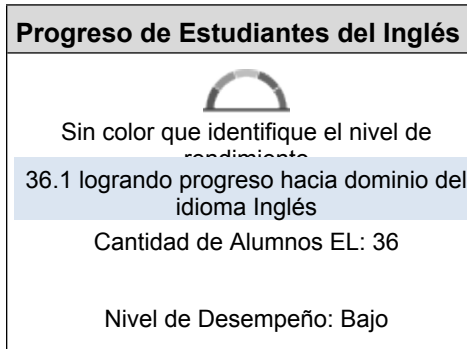 Progreso de Estudiantes del Inglés
Sin color que identifique el nivel de
rendimiento
36.1 logrando progreso hacia dominio del
idioma Inglés
Cantidad de Alumnos EL: 36
Nivel de Desempeño: Bajo